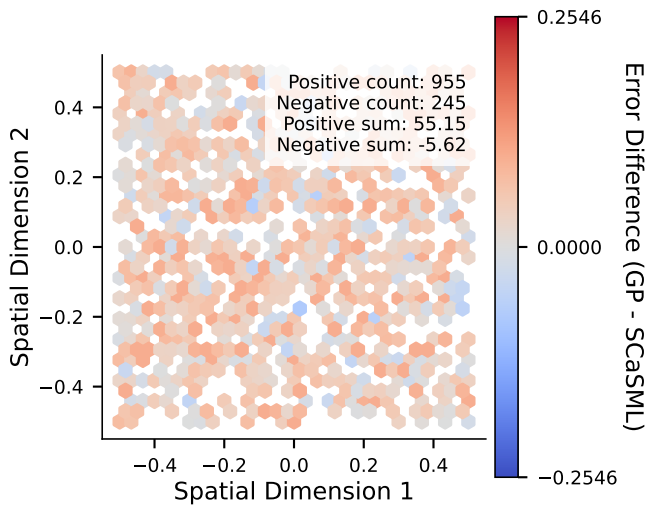 Positive count: 955
Negative count: 245
Positive sum: 55.15
Negative sum: -5.62
0.4
0.2
0.0
−0.2
−0.4
Spatial Dimension 2
−0.4
−0.2
0.0
0.2
0.4
Spatial Dimension 1
0.2546
0.0000
−0.2546
Error Difference (GP - SCaSML)